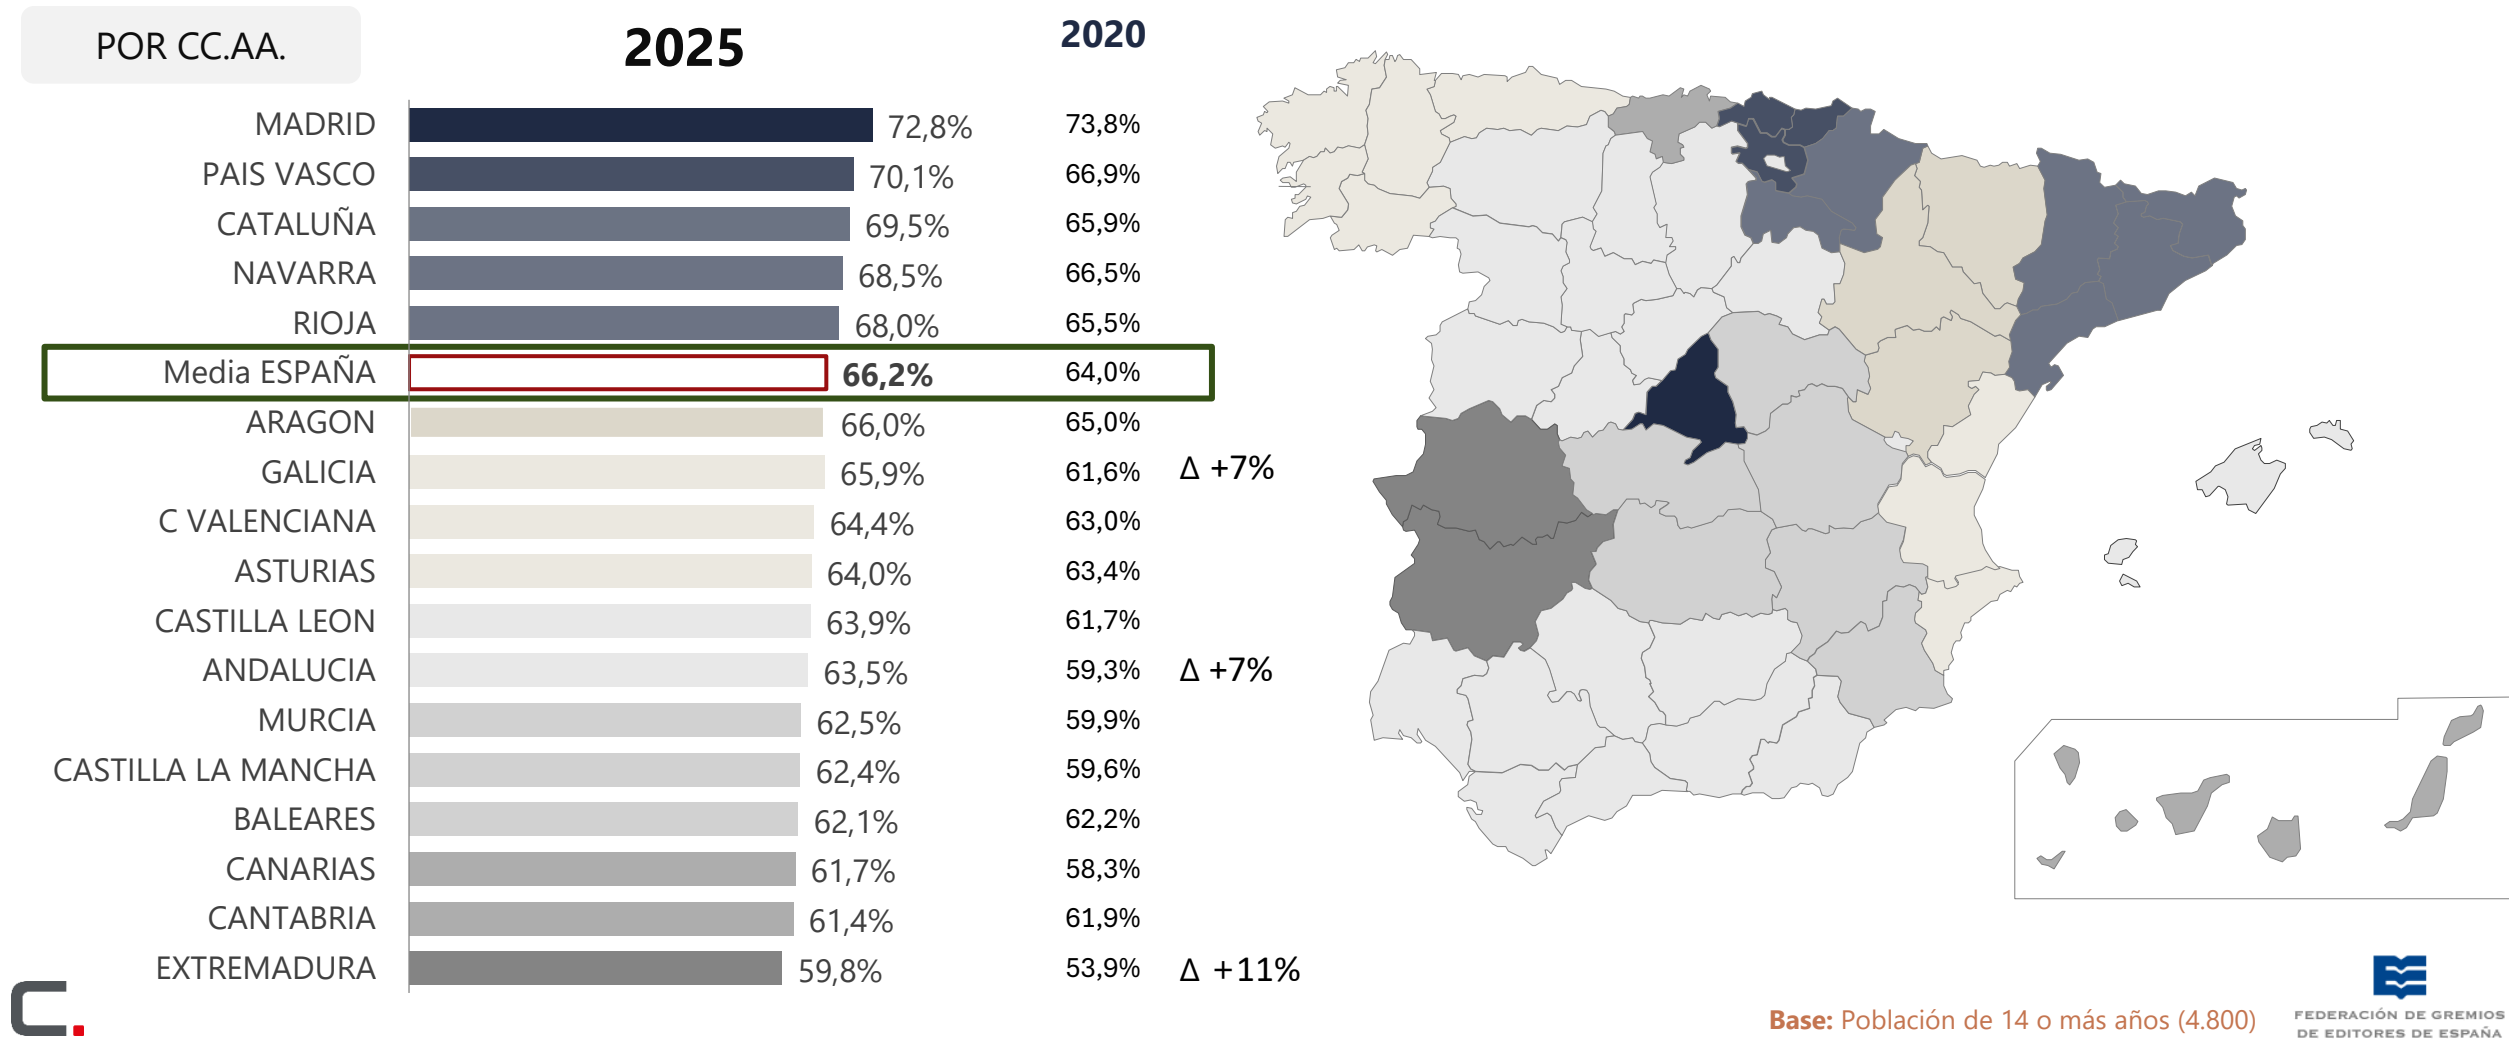 POR CC.AA.
2025
2020
MADRID 72,8% 73,8%
PAIS VASCO 70,1% 66,9%
CATALUÑA 69,5% 65,9%
NAVARRA 68,5% 66,5%
RIOJA 68,0% 65,5%
Media ESPAÑA 66,2% 64,0%
ARAGON 66,0% 65,0%
GALICIA 65,9% 61,6% Δ +7%
C VALENCIANA 64,4% 63,0%
ASTURIAS 64,0% 63,4%
CASTILLA LEON 63,9% 61,7%
ANDALUCIA 63,5% 59,3% Δ +7%
MURCIA 62,5% 59,9%
CASTILLA LA MANCHA 62,4% 59,6%
BALEARES 62,1% 62,2%
CANARIAS 61,7% 58,3%
CANTABRIA 61,4% 61,9%
EXTREMADURA 59,8% 53,9% Δ +11%
C.
Base: Población de 14 o más años (4.800)
FEDERACIÓN DE GREMIOS
DE EDITORES DE ESPAÑA